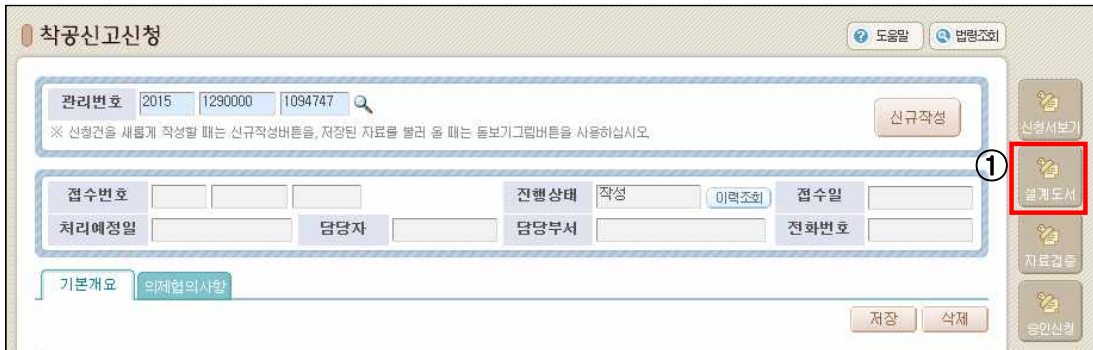 착공신고신청
도움말 법령조회
관리번호 2015 1290000 1094747
※ 신청건을 새롭게 작성할 때는 신규작성버튼을, 저장된 자료를 불러 올 때는 돋보기그림버튼을 사용하십시오.
신규작성
신청서보기
①
설계도서
자료검증
승인신청
접수번호 진행상태 작성 이력조회 접수일
처리예정일 담당자 담당부서 전화번호
기본개요 의제협의사항
저장 삭제